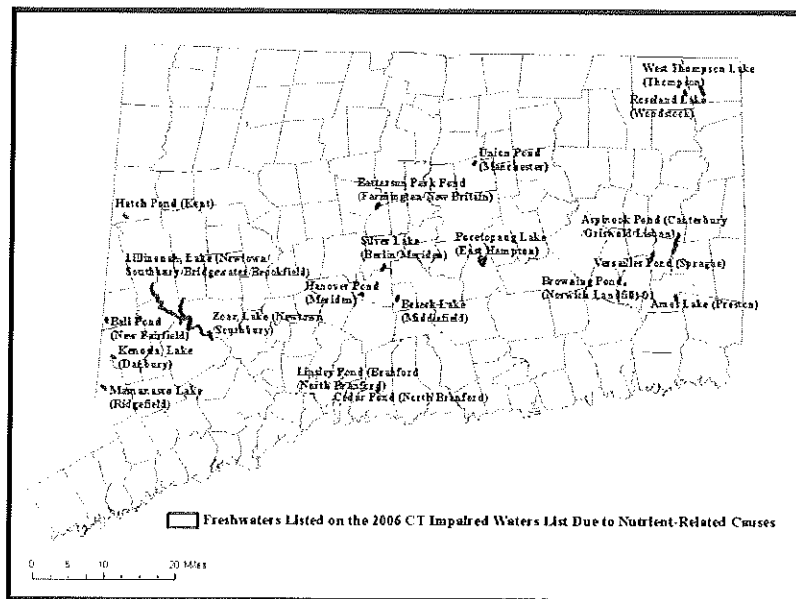 West Thompson Lake
(Thompson)
Roseland Lake
(Woodstock)
Union Pond
(Manchester)
Batterson Park Pond
(Farmington/New Britain)
Hatch Pond (Kent)
Aspinook Pond (Canterbury
/Griswold/Lisbon)
Silver Lake
(Berlin/Meriden)
Pocotopaug Lake
(East Hampton)
Lillinonah, Lake (Newtown/
Southbury/Bridgewater/Brookfield)
Versailles Pond (Sprague)
Hanover Pond
(Meriden)
Browning Pond
(Norwich Landfill)
Beseck Lake
(Middlefield)
Amos Lake (Preston)
Zoar, Lake (Newtown
/Southbury)
Ball Pond
(New Fairfield)
Kenosia Lake
(Danbury)
Linsley Pond (Branford
/North Branford)
Cedar Pond (North Branford)
Mamanasco Lake
(Ridgefield)
Freshwaters Listed on the 2006 CT Impaired Waters List Due to Nutrient-Related Causes
0 5 10 20 Miles